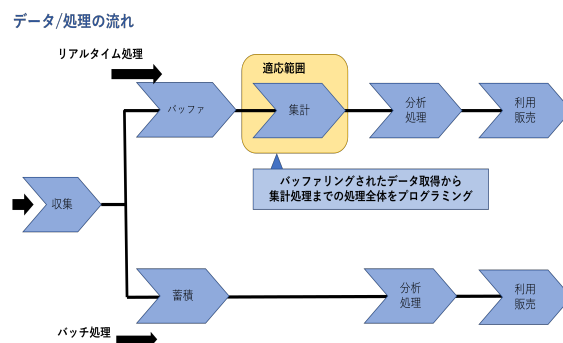 データ/処理の流れ
リアルタイム処理
適応範囲
バッファ
集計
分析
処理
利用
販売
バッファリングされたデータ取得から
集計処理までの処理全体をプログラミング
収集
蓄積
分析
処理
利用
販売
バッチ処理